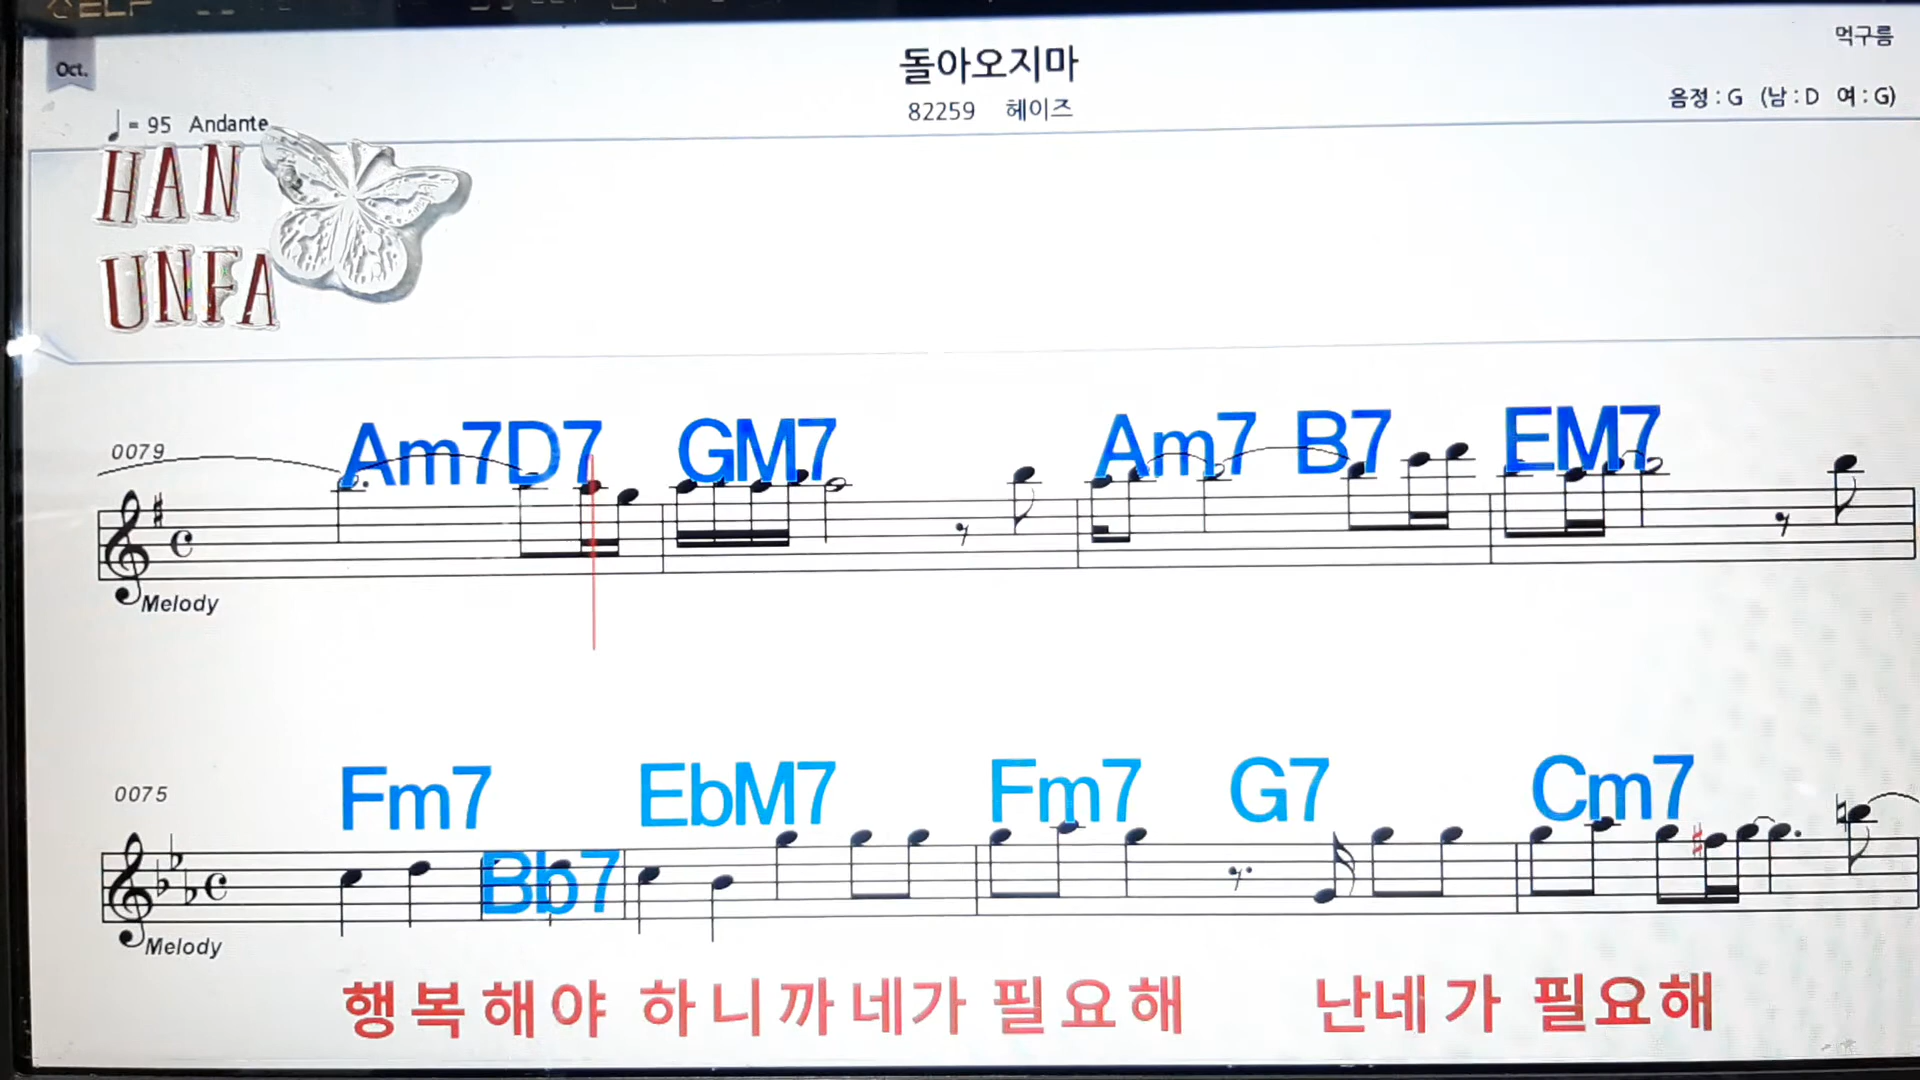 Oct.
돌아오지마
먹구름
82259 헤이즈
음정 : G (남 : D 여 : G)
= 95 Andante
HAN
UNFA
0079
Am7 D7 GM7 Am7 B7 EM7
Melody
0075
Fm7 Bb7 EbM7 Fm7 G7 Cm7
Melody
행복해야 하니까 네가 필요해 난 네가 필요해